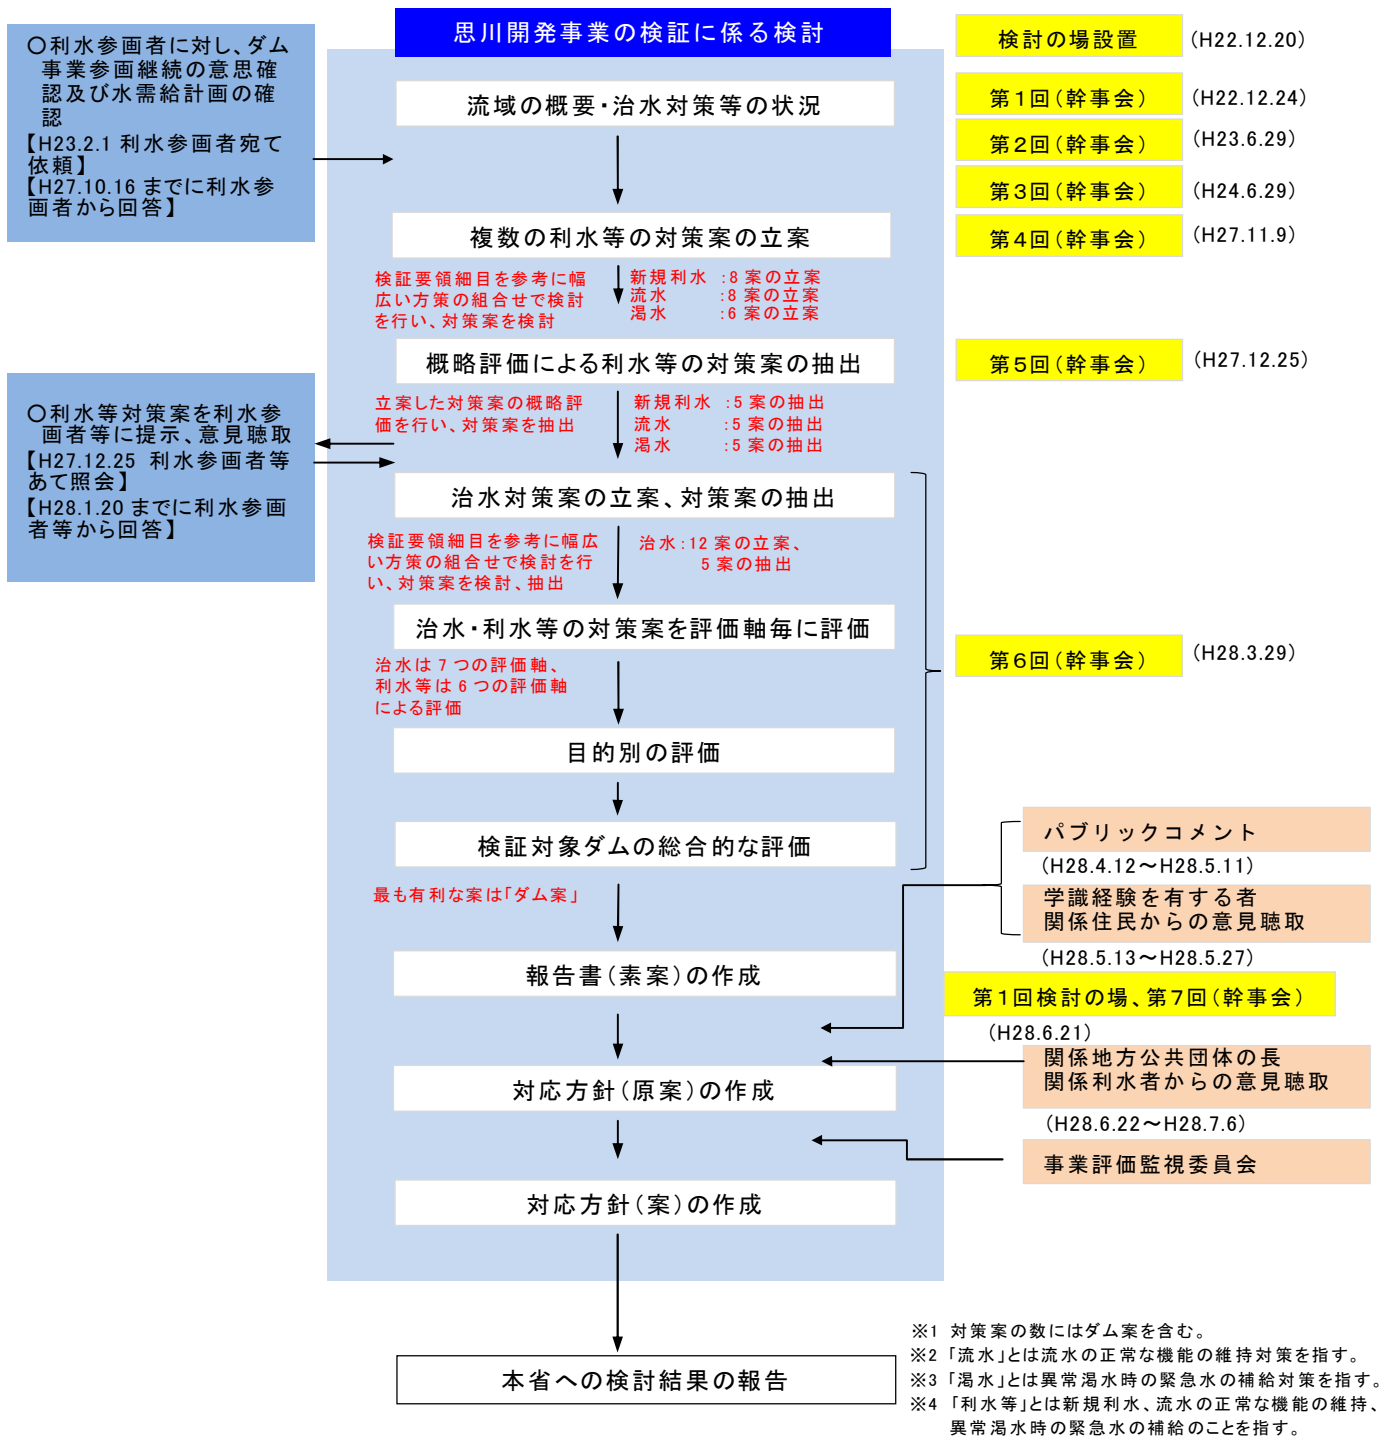 思川開発事業の検証に係る検討
○利水参画者に対し、ダム
事業参画継続の意思確
認及び水需給計画の確
認
【H23.2.1 利水参画者宛て
依頼】
【H27.10.16 までに利水参
画者から回答】
流域の概要・治水対策等の状況
複数の利水等の対策案の立案
検証要領細目を参考に幅
広い方策の組合せで検討
を行い、対策案を検討
新規利水 :8 案の立案
流水 :8 案の立案
渇水 :6 案の立案
概略評価による利水等の対策案の抽出
立案した対策案の概略評
価を行い、対策案を抽出
新規利水 :5 案の抽出
流水 :5 案の抽出
渇水 :5 案の抽出
○利水等対策案を利水参
画者等に提示、意見聴取
【H27.12.25 利水参画者等
あて照会】
【H28.1.20 までに利水参画
者等から回答】
治水対策案の立案、対策案の抽出
検証要領細目を参考に幅広
い方策の組合せで検討を行
い、対策案を検討、抽出
治水:12 案の立案、
5 案の抽出
治水・利水等の対策案を評価軸毎に評価
治水は 7 つの評価軸、
利水等は 6 つの評価軸
による評価
目的別の評価
検証対象ダムの総合的な評価
最も有利な案は「ダム案」
報告書(素案)の作成
対応方針(原案)の作成
対応方針(案)の作成
本省への検討結果の報告
検討の場設置 (H22.12.20)
第1回(幹事会) (H22.12.24)
第2回(幹事会) (H23.6.29)
第3回(幹事会) (H24.6.29)
第4回(幹事会) (H27.11.9)
第5回(幹事会) (H27.12.25)
第6回(幹事会) (H28.3.29)
パブリックコメント
(H28.4.12～H28.5.11)
学識経験を有する者
関係住民からの意見聴取
(H28.5.13～H28.5.27)
第1回検討の場、第7回(幹事会)
(H28.6.21)
関係地方公共団体の長
関係利水者からの意見聴取
(H28.6.22～H28.7.6)
事業評価監視委員会
※1 対策案の数にはダム案を含む。
※2 「流水」とは流水の正常な機能の維持対策を指す。
※3 「渇水」とは異常渇水時の緊急水の補給対策を指す。
※4 「利水等」とは新規利水、流水の正常な機能の維持、
異常渇水時の緊急水の補給のことを指す。